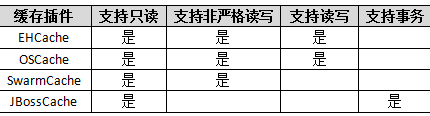 缓存插件 支持只读 支持非严格读写 支持读写 支持事务
EHCache 是 是 是
OSCache 是 是 是
SwarmCache 是 是
JBossCache 是 是